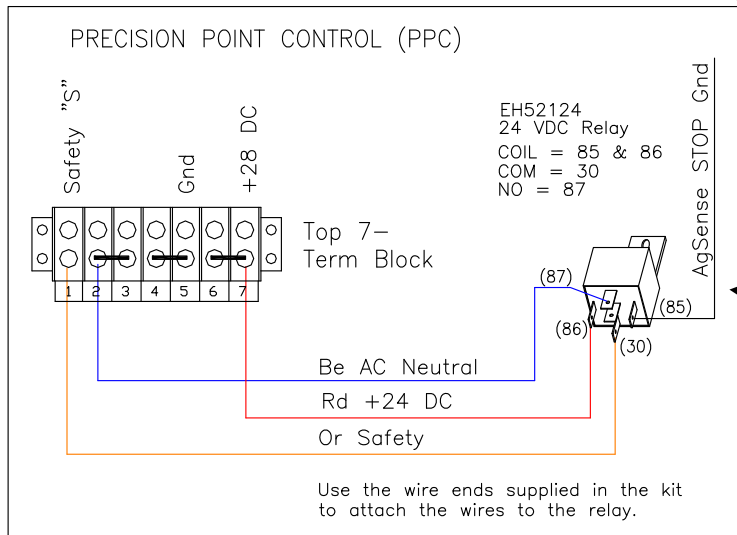 PRECISION POINT CONTROL (PPC)
Safety "S"
Gnd
+28 DC
EH52124
24 VDC Relay
COIL = 85 & 86
COM = 30
NO = 87
AgSense STOP Gnd
Top 7-
Term Block
1 2 3 4 5 6 7
(87)
(86)
(85)
(30)
Be AC Neutral
Rd +24 DC
Or Safety
Use the wire ends supplied in the kit
to attach the wires to the relay.